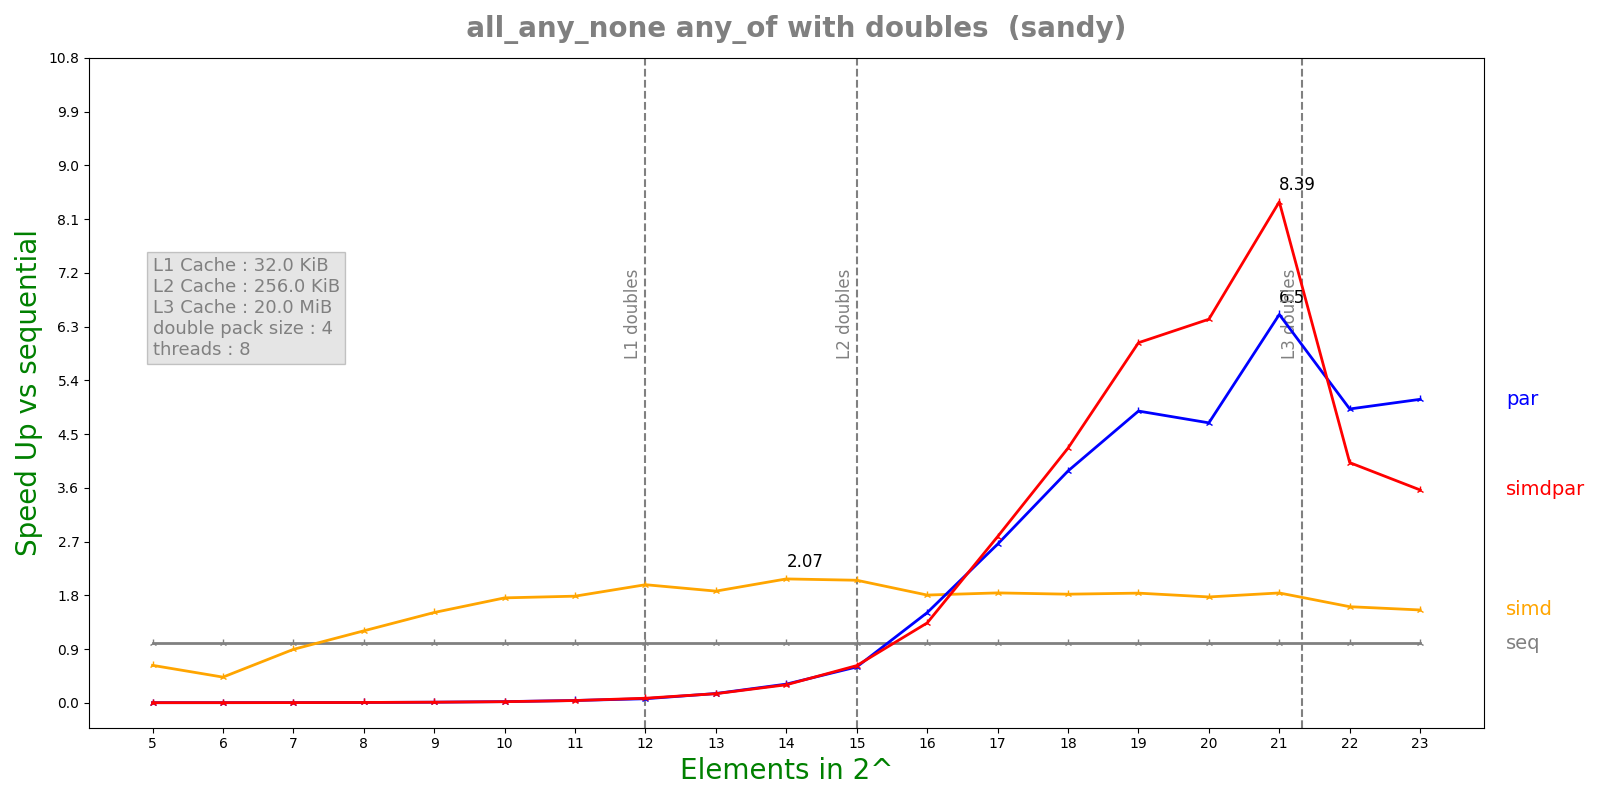 all_any_none any_of with doubles (sandy)
Speed Up vs sequential
10.8
9.9
9.0
8.1
7.2
6.3
5.4
4.5
3.6
2.7
1.8
0.9
0.0
L1 Cache : 32.0 KiB
L2 Cache : 256.0 KiB
L3 Cache : 20.0 MiB
double pack size : 4
threads : 8
L1 doubles
L2 doubles
L3 doubles
8.39
6.5
2.07
par
simdpar
simd
seq
5 6 7 8 9 10 11 12 13 14 15 16 17 18 19 20 21 22 23
Elements in 2^